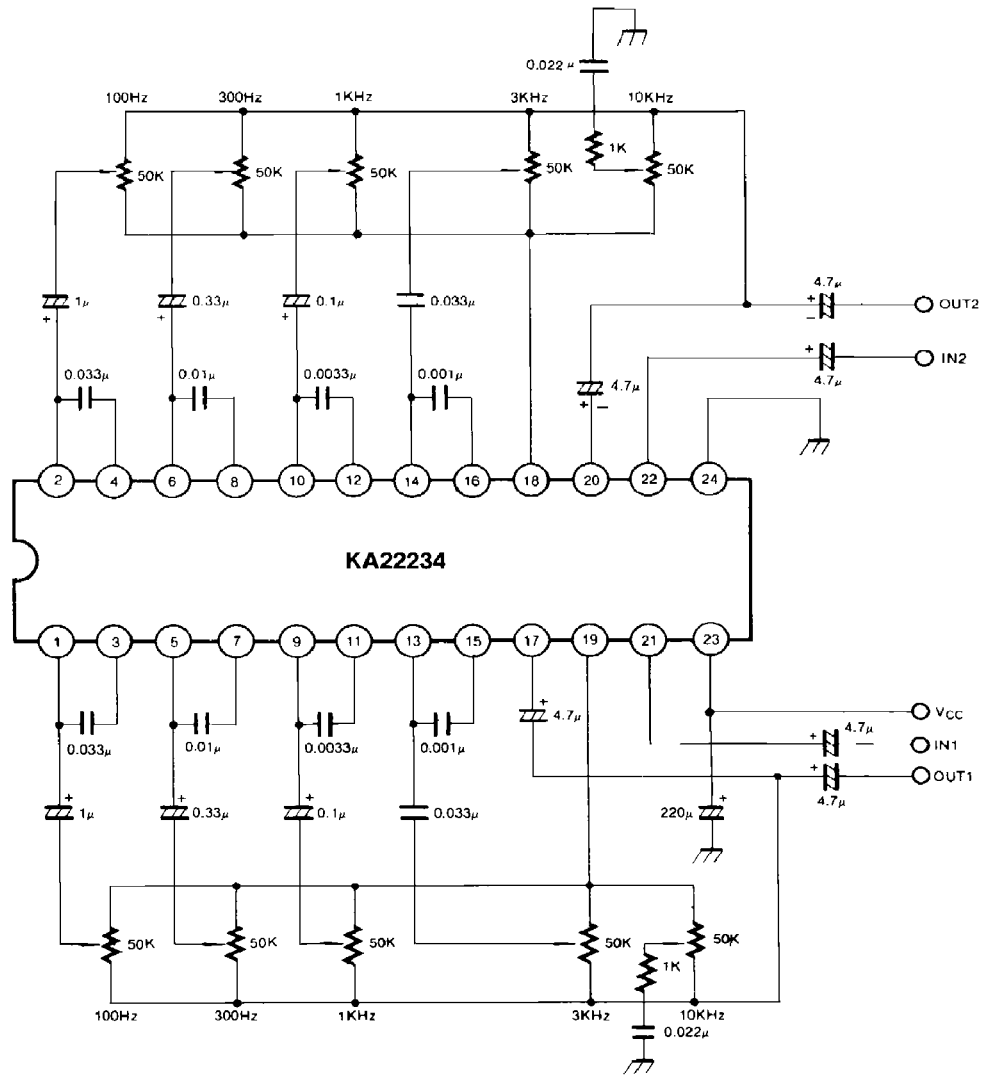 0.022μ
100Hz 300Hz 1KHz 3KHz 10KHz
1K
50K 50K 50K 50K 50K
4.7μ
1μ 0.33μ 0.1μ 0.033μ + − OUT2
+ + +
+ IN2
0.033μ 0.01μ 0.0033μ 0.001μ 4.7μ 4.7μ
+ −
2 4 6 8 10 12 14 16 18 20 22 24
KA22234
1 3 5 7 9 11 13 15 17 19 21 23
+
4.7μ VCC
4.7μ
0.033μ 0.01μ 0.0033μ 0.001μ + IN1
+ OUT1
4.7μ
+ + + +
1μ 0.33μ 0.1μ 0.033μ 220μ
50K 50K 50K 50K 50K
1K
100Hz 300Hz 1KHz 3KHz 10KHz
0.022μ